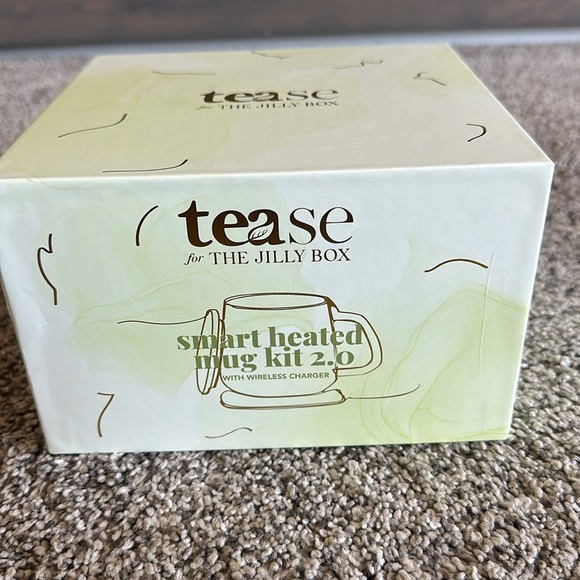 tease
for THE JILLY BOX
tease
for THE JILLY BOX
smart heated
mug kit 2.0
WITH WIRELESS CHARGER